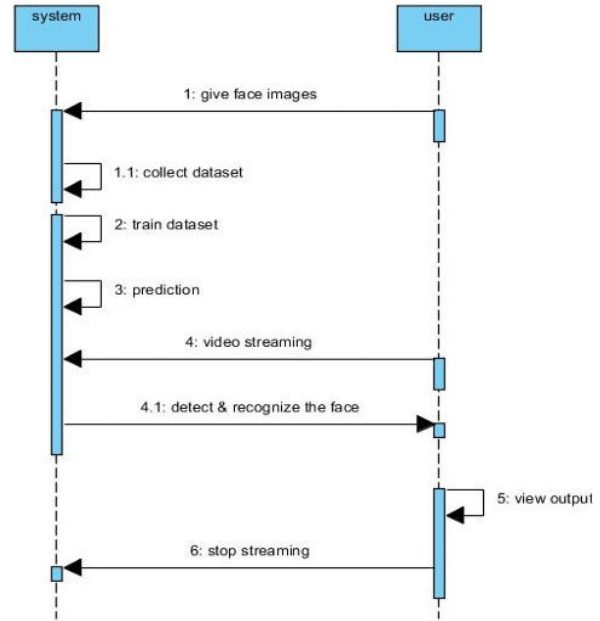 system
user
1: give face images
1.1: collect dataset
2: train dataset
3: prediction
4: video streaming
4.1: detect & recognize the face
5: view output
6: stop streaming